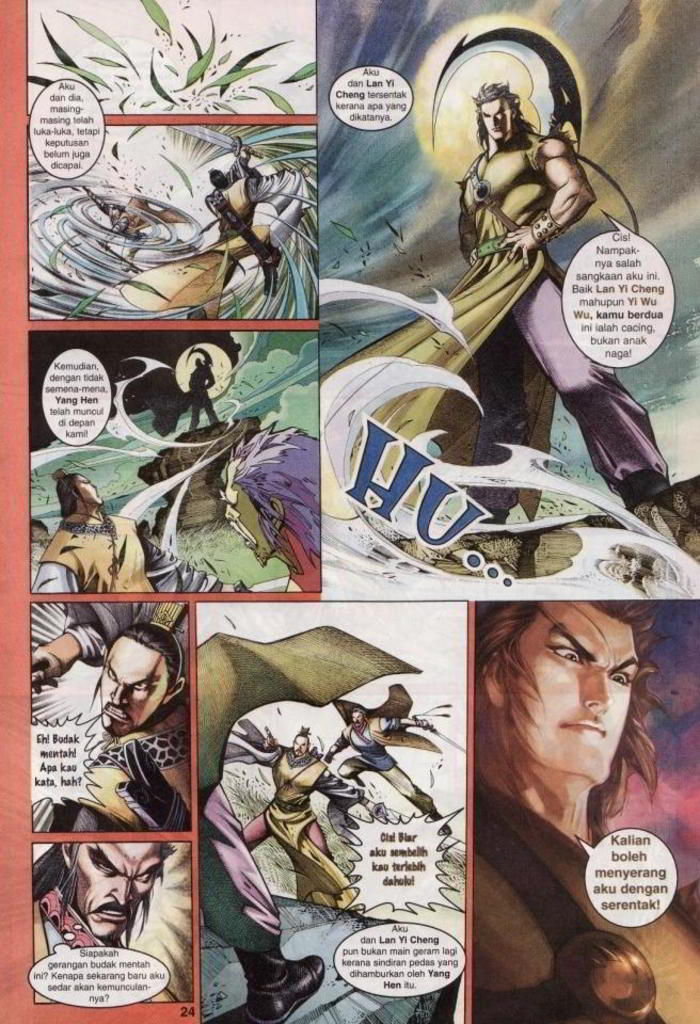 Aku
dan dia,
masing-
masing telah
luka-luka, tetapi
keputusan
belum juga
dicapai.
Kemudian,
dengan tidak
semena-mena,
Yang Hen
telah muncul
di depan
kami!
Aku
dan Lan Yi
Cheng tersentak
kerana apa yang
dikatanya.
Cis!
Nampak-
nya salah
sangkaan aku ini.
Baik Lan Yi Cheng
mahupun Yi Wu
Wu, kamu berdua
ini ialah cacing,
bukan anak
naga!
HU...
Eh! Budak
mentah!
Apa kau
kata, hah?
Siapakah
gerangan budak mentah
ini? Kenapa sekarang baru aku
sedar akan kemunculan-
nya?
Cis! Biar
aku sembelih
kau terlebih
dahulu!
Aku
dan Lan Yi Cheng
pun bukan main geram lagi
kerana sindiran pedas yang
dihamburkan oleh Yang
Hen itu.
Kalian
boleh
menyerang
aku dengan
serentak!
24